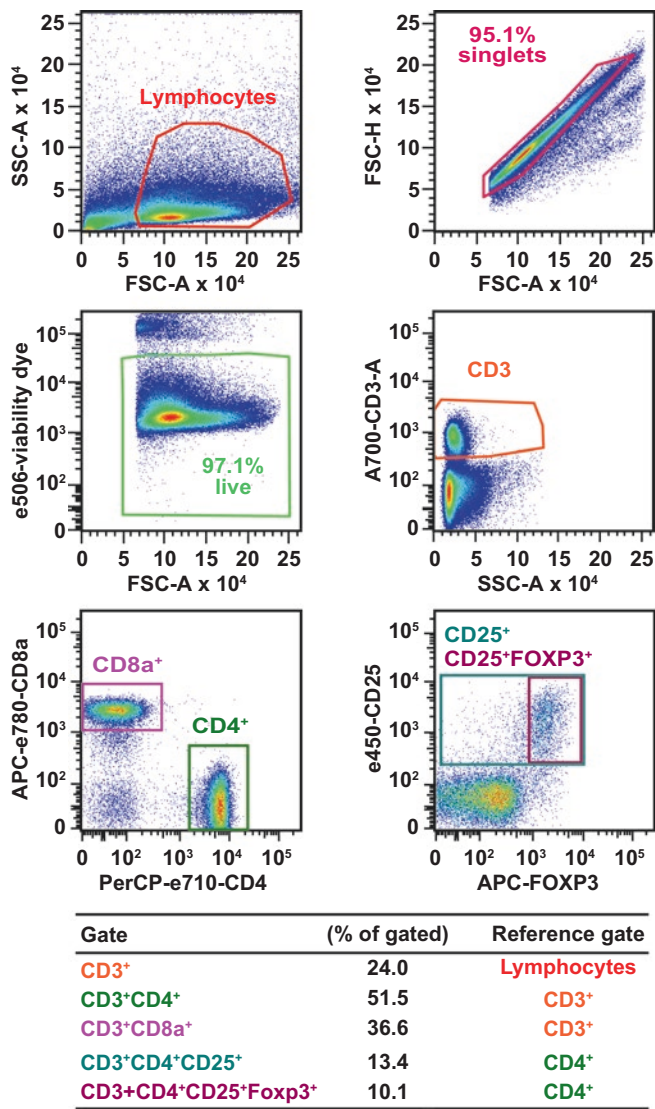 25
20
15
10
5
0
SSC-A x 10⁴
Lymphocytes
0 5 10 15 20 25
FSC-A x 10⁴
25
20
15
10
5
0
FSC-H x 10⁴
95.1%
singlets
0 5 10 15 20 25
FSC-A x 10⁴
10⁵
10⁴
10³
10²
0
e506-viability dye
97.1%
live
0 5 10 15 20 25
FSC-A x 10⁴
10⁵
10⁴
10³
10²
0
A700-CD3-A
CD3
0 5 10 15 20 25
SSC-A x 10⁴
10⁵
10⁴
10³
10²
0
APC-e780-CD8a
CD8a⁺
CD4⁺
0 10² 10³ 10⁴ 10⁵
PerCP-e710-CD4
10⁵
10⁴
10³
10²
0
e450-CD25
CD25⁺
CD25⁺FOXP3⁺
0 10² 10³ 10⁴ 10⁵
APC-FOXP3
Gate (% of gated) Reference gate
CD3⁺ 24.0 Lymphocytes
CD3⁺CD4⁺ 51.5 CD3⁺
CD3⁺CD8a⁺ 36.6 CD3⁺
CD3⁺CD4⁺CD25⁺ 13.4 CD4⁺
CD3+CD4⁺CD25⁺Foxp3⁺ 10.1 CD4⁺